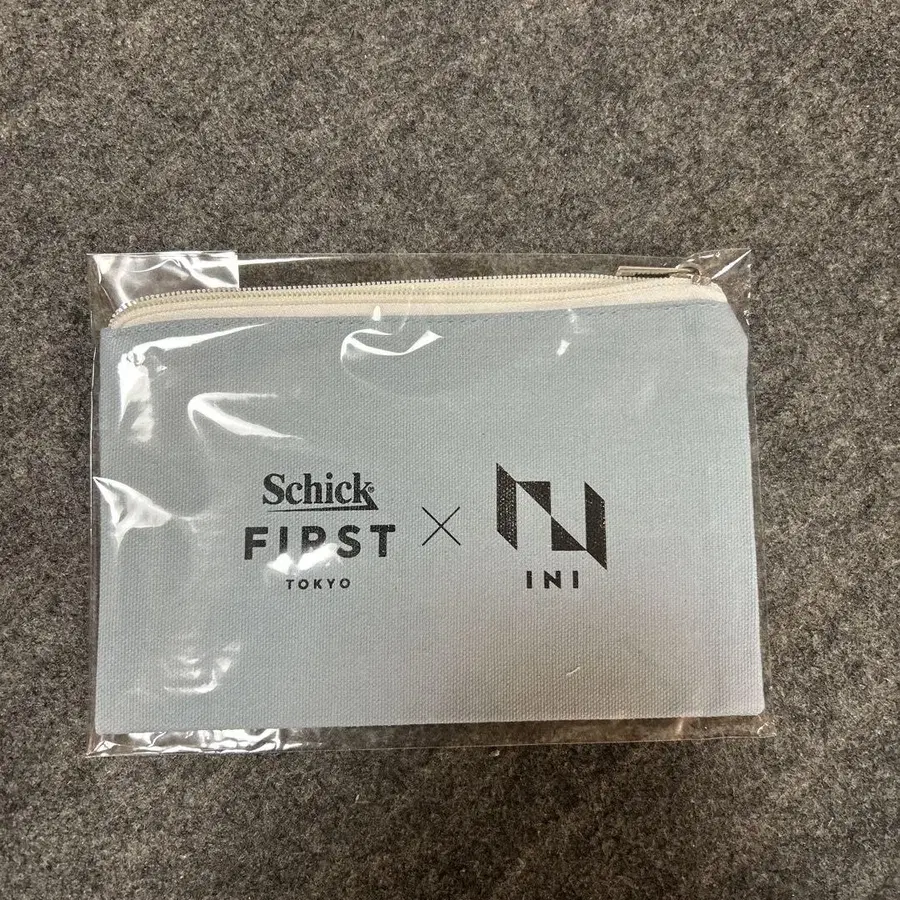 Schick®
FIRST
TOKYO
×
INI